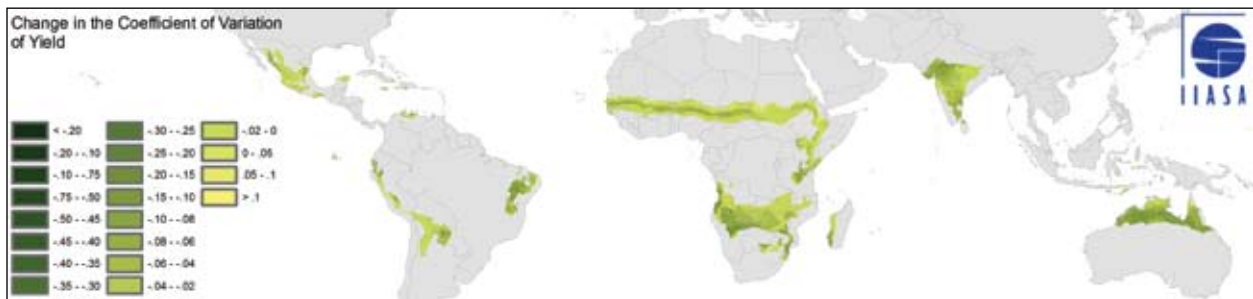 Change in the Coefficient of Variation
of Yield
< -.20
-.20 - -.10
-.10 - -.75
-.75 - -.50
-.50 - -.45
-.45 - -.40
-.40 - -.35
-.35 - -.30
-.30 - -.25
-.25 - -.20
-.20 - -.15
-.15 - -.10
-.10 - -.08
-.08 - -.06
-.06 - -.04
-.04 - -.02
-.02 - 0
0 - .05
.05 - .1
> .1
IIASA